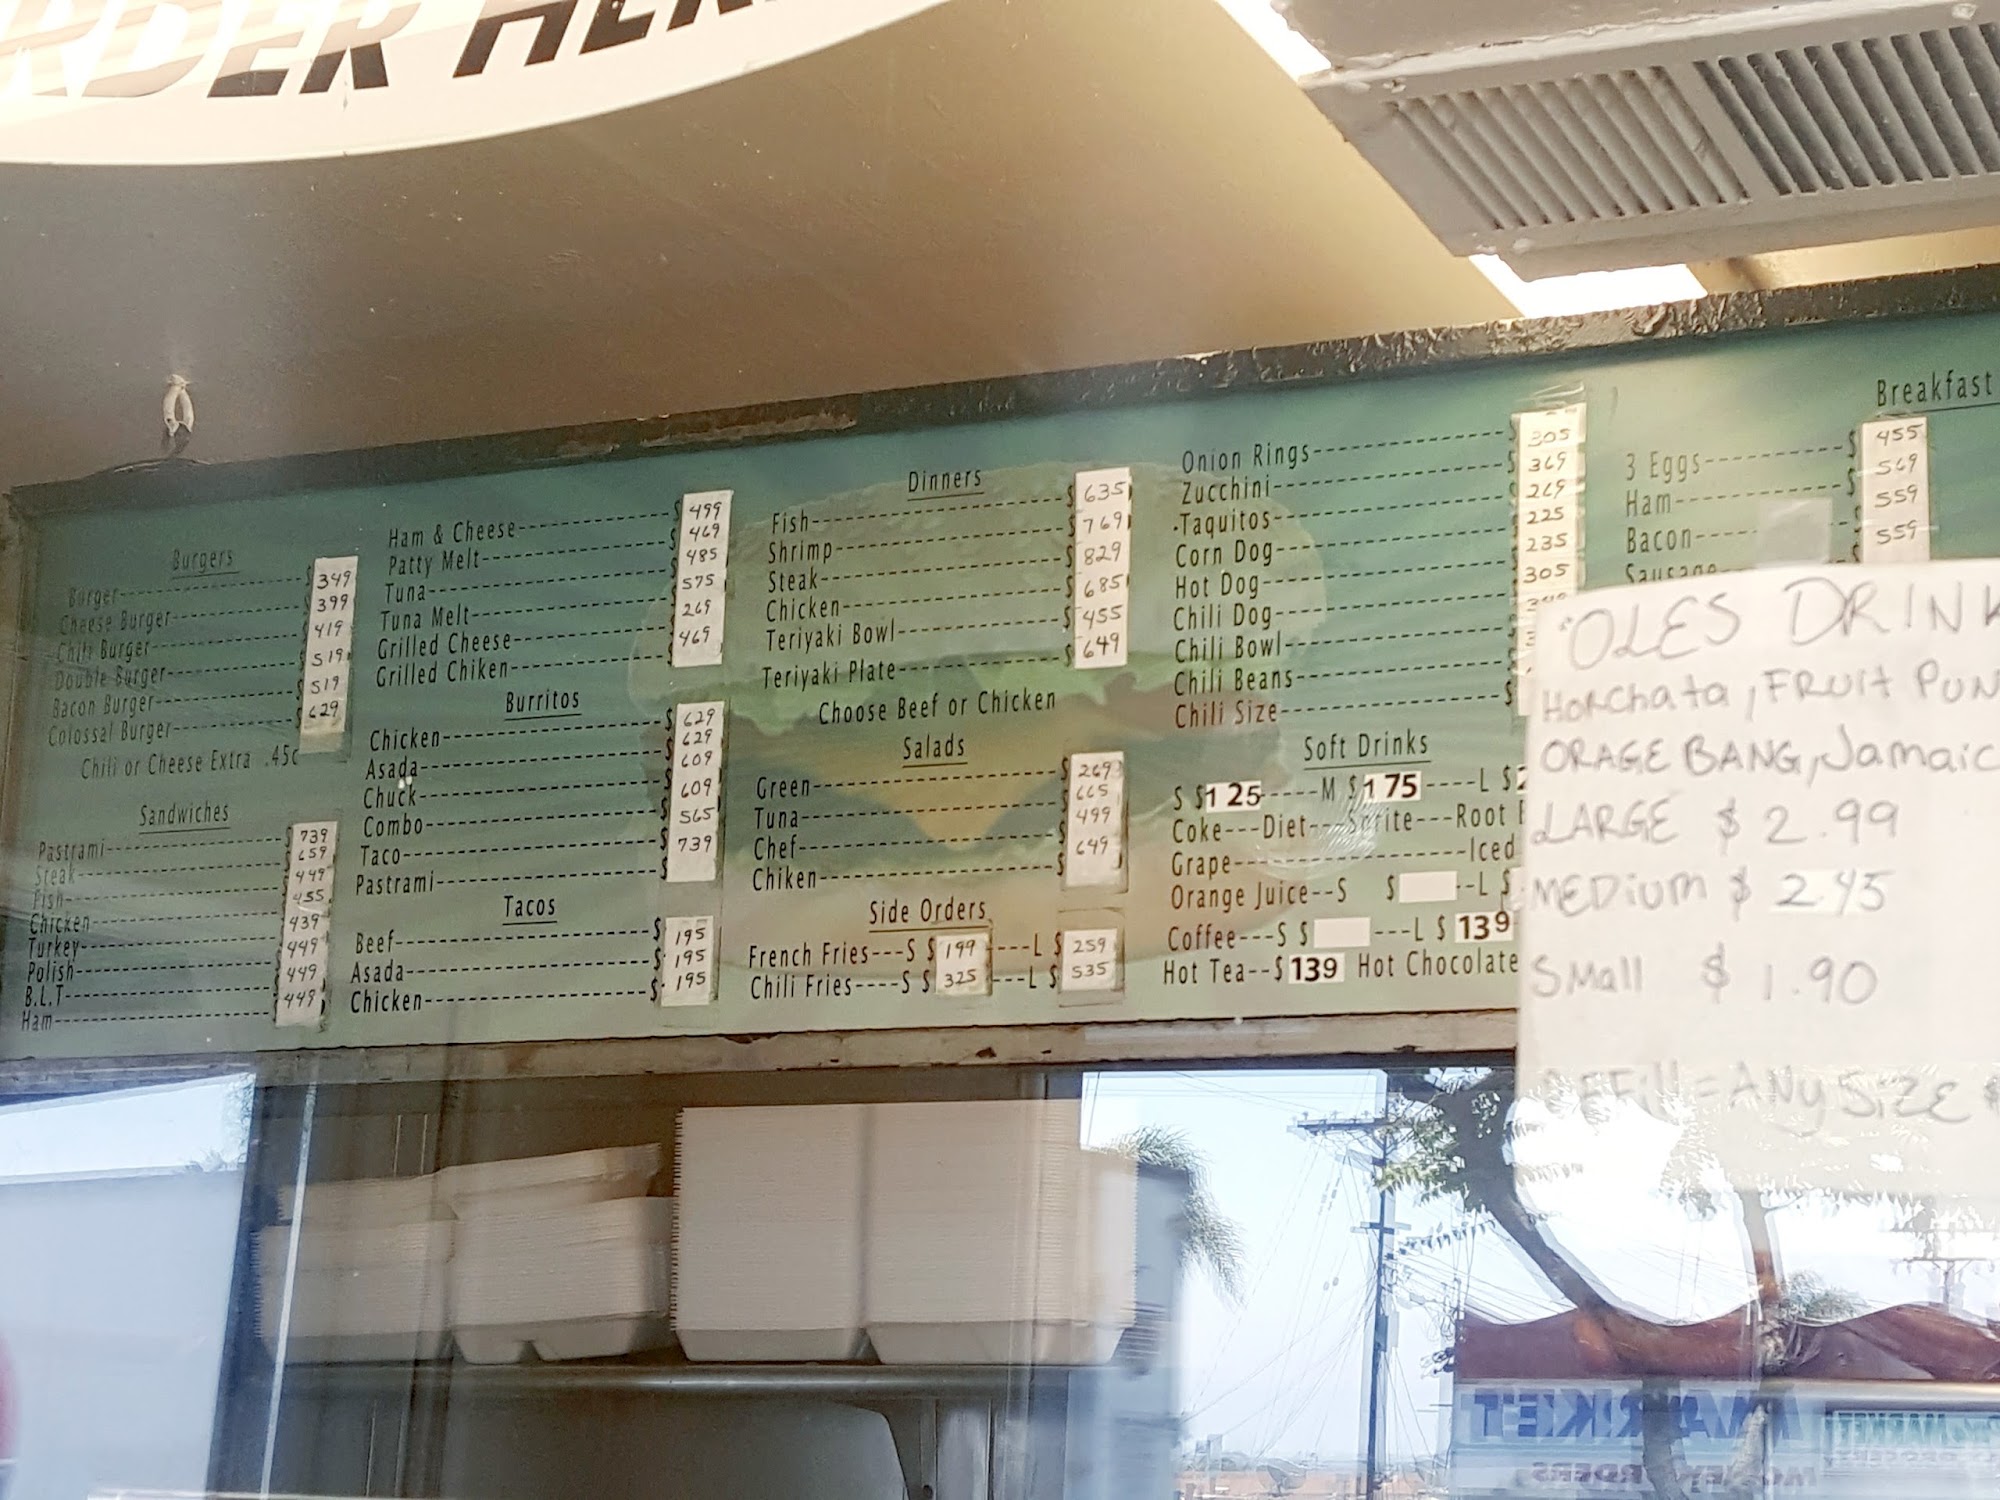 RDER HER
Burgers
Burger $ 349
Cheese Burger $ 399
Chili Burger $ 419
Double Burger $ 519
Bacon Burger $ 519
Colossal Burger $ 629
Chili or Cheese Extra .45¢
Sandwiches
Pastrami $ 739
Steak $ 659
Fish $ 449
Chicken $ 455
Turkey $ 439
Polish $ 449
B.L.T $ 449
Ham $ 449
Ham & Cheese $ 499
Patty Melt $ 469
Tuna $ 485
Tuna Melt $ 575
Grilled Cheese $ 269
Grilled Chiken $ 469
Burritos
Chicken $ 629
Asada $ 629
Chuck $ 609
Combo $ 609
Taco $ 565
Pastrami $ 739
Tacos
Beef $ 195
Asada $ 195
Chicken $ 195
Dinners
Fish $ 635
Shrimp $ 769
Steak $ 829
Chicken $ 685
Teriyaki Bowl $ 455
Teriyaki Plate $ 649
Choose Beef or Chicken
Salads
Green $ 269
Tuna $ 665
Chef $ 499
Chiken $ 649
Side Orders
French Fries---S $ 199 ----L $ 259
Chili Fries----S $ 325 ---L $ 535
Onion Rings $ 305
Zucchini $ 369
Taquitos $ 269
Corn Dog $ 225
Hot Dog $ 235
Chili Dog $ 305
Chili Bowl $
Chili Beans $
Chili Size $
Soft Drinks
S $1 25-----M $1 75----L $2
Coke---Diet---Sprite---Root
Grape-----Iced
Orange Juice--S $ --L $
Coffee---S $ ---L $ 139
Hot Tea--$139 Hot Chocolate
Breakfast
3 Eggs $ 455
Ham $ 569
Bacon $ 559
Sausage 559
OLES DRINK
HORchata, FRUIt PUN
ORAGE BANG, Jamaic
LARGE $ 2.99
MEDium $ 2.45
SMall $ 1.90
REFill = ANy SIZE $
MARKET
MARKET
MONEY ORDERS